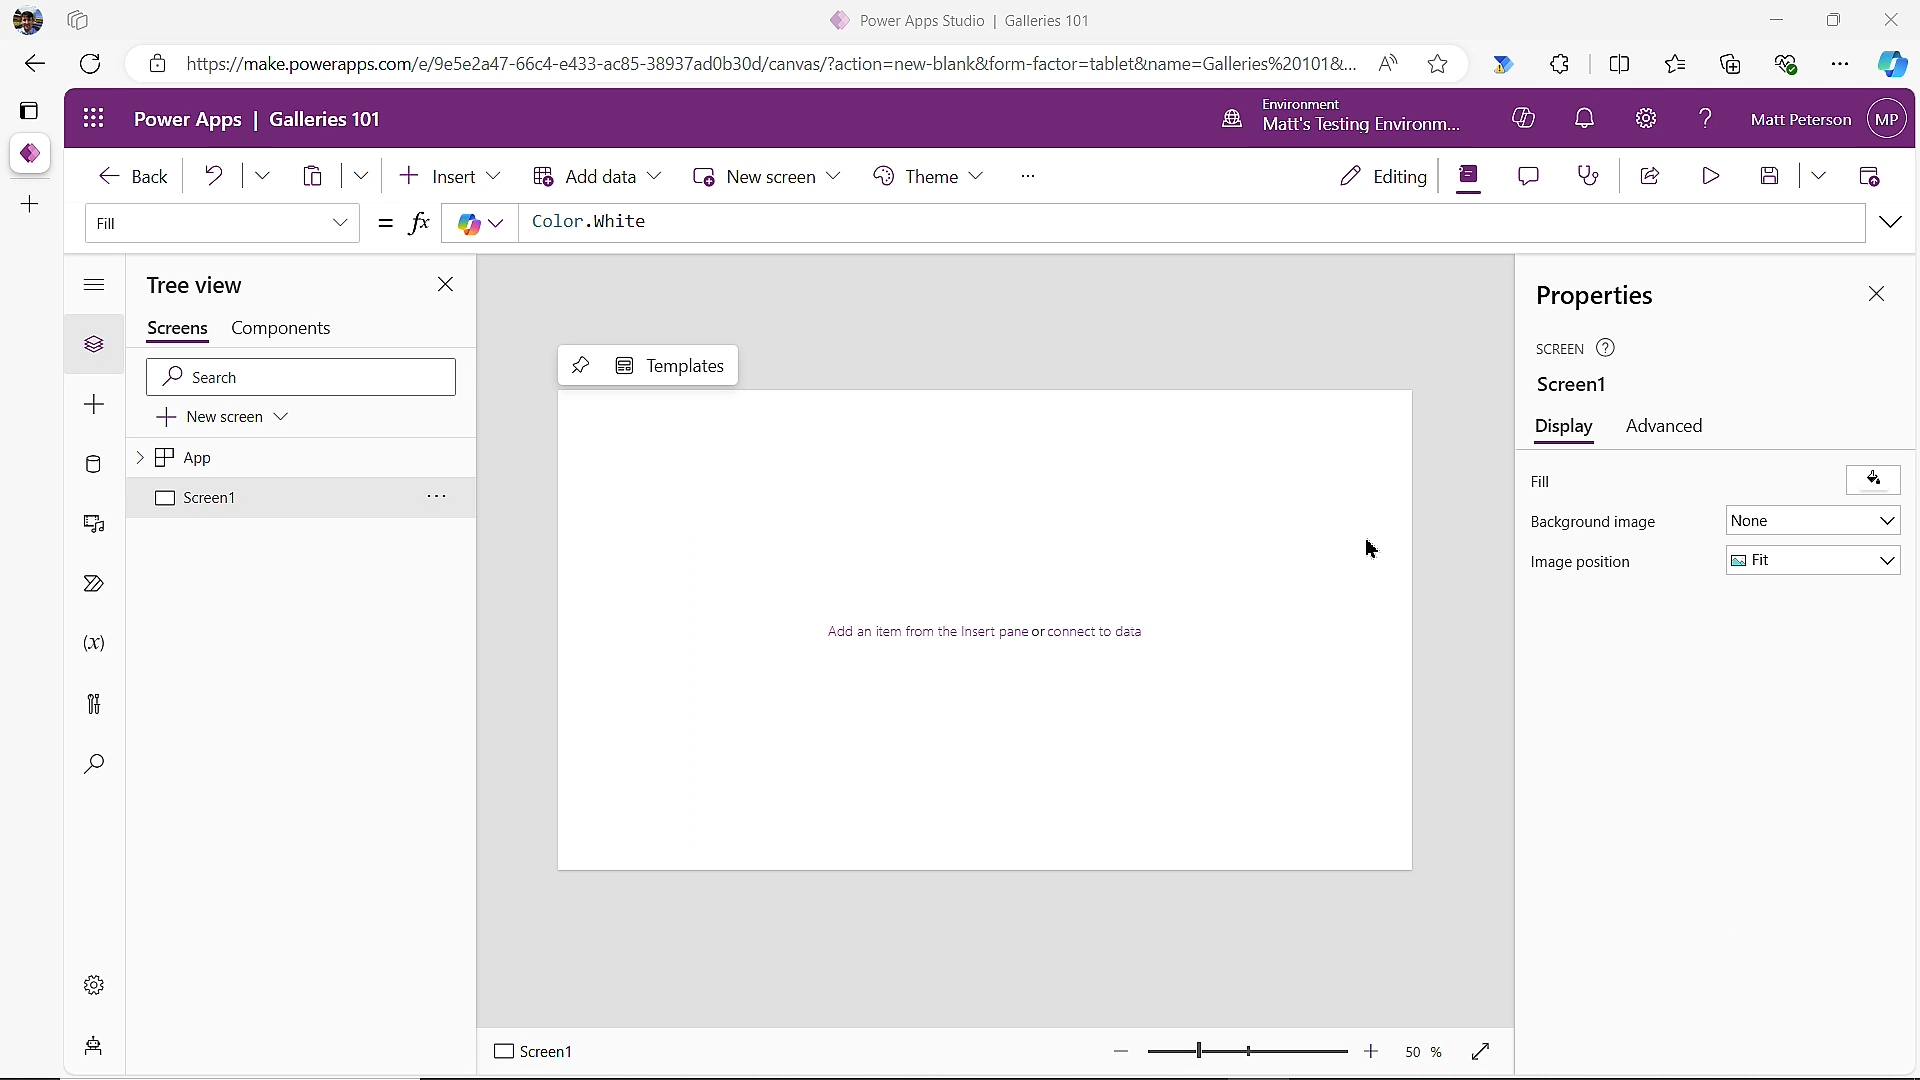 Power Apps Studio | Galleries 101
https://make.powerapps.com/e/9e5e2a47-66c4-e433-ac85-38937ad0b30d/canvas/?action=new-blank&form-factor=tablet&name=Galleries%20101&...
Power Apps | Galleries 101
Environment
Matt's Testing Environm...
Matt Peterson
MP
Back
Insert
Add data
New screen
Theme
...
Editing
Fill
= fx
Color.White
Tree view
Screens
Components
Search
New screen
App
Screen1
...
Templates
Add an item from the Insert pane or connect to data
Properties
SCREEN
Screen1
Display
Advanced
Fill
Background image
None
Image position
Fit
(x)
Screen1
50 %